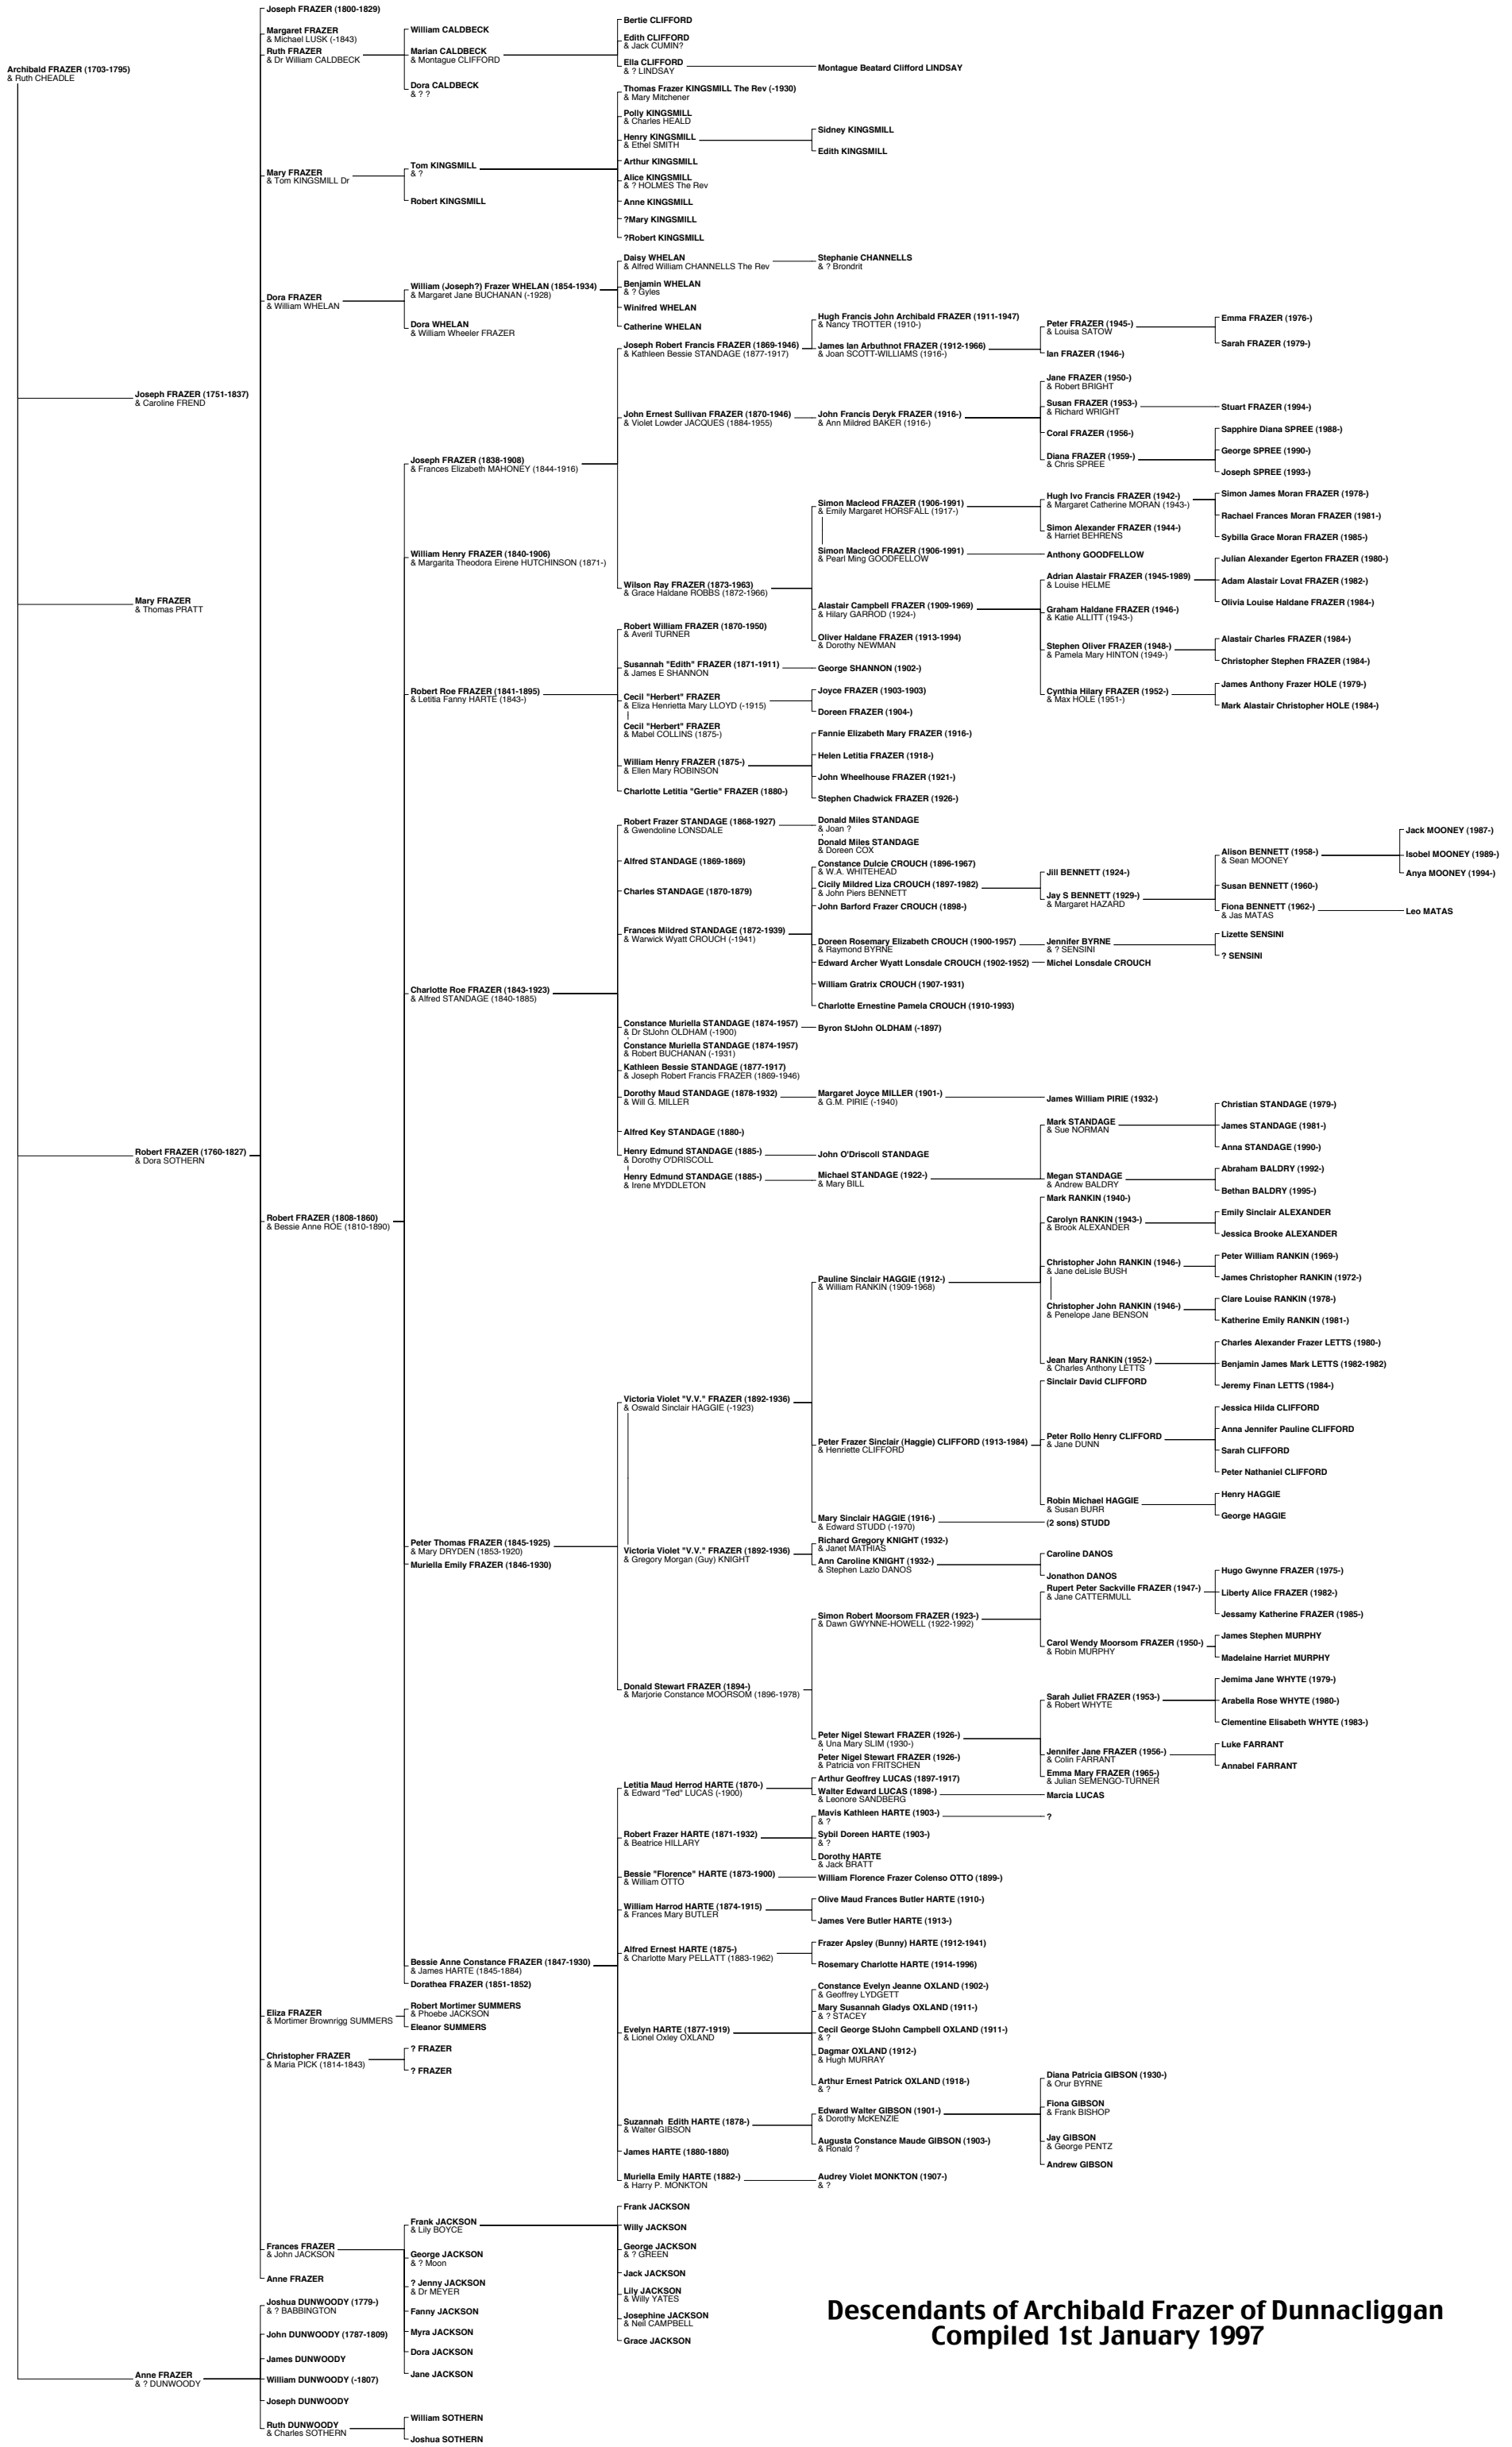 Archibald FRAZER (1703-1795)
& Ruth CHEADLE
Joseph FRAZER (1751-1837)
& Caroline FREND
Mary FRAZER
& Thomas PRATT
Robert FRAZER (1760-1827)
& Dora SOTHERN
Anne FRAZER
& ? DUNWOODY
Joseph FRAZER (1800-1829)
Margaret FRAZER
& Michael LUSK (-1843)
Ruth FRAZER
& Dr William CALDBECK
Mary FRAZER
& Tom KINGSMILL Dr
Dora FRAZER
& William WHELAN
Robert FRAZER (1808-1860)
& Bessie Anne ROE (1810-1890)
Eliza FRAZER
& Mortimer Brownrigg SUMMERS
Christopher FRAZER
& Maria PICK (1814-1843)
Frances FRAZER
& John JACKSON
Anne FRAZER
Joshua DUNWOODY (1779-)
& ? BABBINGTON
John DUNWOODY (1787-1809)
James DUNWOODY
William DUNWOODY (-1807)
Joseph DUNWOODY
Ruth DUNWOODY
& Charles SOTHERN
William CALDBECK
Marian CALDBECK
& Montague CLIFFORD
Dora CALDBECK
& ? ?
Tom KINGSMILL
& ?
Robert KINGSMILL
William (Joseph?) Frazer WHELAN (1854-1934)
& Margaret Jane BUCHANAN (-1928)
Dora WHELAN
& William Wheeler FRAZER
Joseph FRAZER (1838-1908)
& Frances Elizabeth MAHONEY (1844-1916)
William Henry FRAZER (1840-1906)
& Margarita Theodora Eirene HUTCHINSON (1871-)
Robert Roe FRAZER (1841-1895)
& Letitia Fanny HARTE (1843-)
Charlotte Roe FRAZER (1843-1923)
& Alfred STANDAGE (1840-1885)
Peter Thomas FRAZER (1845-1925)
& Mary DRYDEN (1853-1920)
Muriella Emily FRAZER (1846-1930)
Bessie Anne Constance FRAZER (1847-1930)
& James HARTE (1845-1884)
Dorathea FRAZER (1851-1852)
Robert Mortimer SUMMERS
& Phoebe JACKSON
Eleanor SUMMERS
? FRAZER
? FRAZER
Frank JACKSON
& Lily BOYCE
George JACKSON
& ? Moon
? Jenny JACKSON
& Dr MEYER
Fanny JACKSON
Myra JACKSON
Dora JACKSON
Jane JACKSON
William SOTHERN
Joshua SOTHERN
Bertie CLIFFORD
Edith CLIFFORD
& Jack CUMIN?
Ella CLIFFORD
& ? LINDSAY
Thomas Frazer KINGSMILL The Rev (-1930)
& Mary Mitchener
Polly KINGSMILL
& Charles HEALD
Henry KINGSMILL
& Ethel SMITH
Arthur KINGSMILL
Alice KINGSMILL
& ? HOLMES The Rev
Anne KINGSMILL
?Mary KINGSMILL
?Robert KINGSMILL
Daisy WHELAN
& Alfred William CHANNELLS The Rev
Benjamin WHELAN
& ? Gyles
Winifred WHELAN
Catherine WHELAN
Joseph Robert Francis FRAZER (1869-1946)
& Kathleen Bessie STANDAGE (1877-1917)
John Ernest Sullivan FRAZER (1870-1946)
& Violet Lowder JACQUES (1884-1955)
Wilson Ray FRAZER (1873-1963)
& Grace Haldane ROBBS (1872-1966)
Robert William FRAZER (1870-1950)
& Averil TURNER
Susannah "Edith" FRAZER (1871-1911)
& James E SHANNON
Cecil "Herbert" FRAZER
& Eliza Henrietta Mary LLOYD (-1915)
Cecil "Herbert" FRAZER
& Mabel COLLINS (1875-)
William Henry FRAZER (1875-)
& Ellen Mary ROBINSON
Charlotte Letitia "Gertie" FRAZER (1880-)
Robert Frazer STANDAGE (1868-1927)
& Gwendoline LONSDALE
Alfred STANDAGE (1869-1869)
Charles STANDAGE (1870-1879)
Frances Mildred STANDAGE (1872-1939)
& Warwick Wyatt CROUCH (-1941)
Constance Muriella STANDAGE (1874-1957)
& Dr StJohn OLDHAM (-1900)
Constance Muriella STANDAGE (1874-1957)
& Robert BUCHANAN (-1931)
Kathleen Bessie STANDAGE (1877-1917)
& Joseph Robert Francis FRAZER (1869-1946)
Dorothy Maud STANDAGE (1878-1932)
& Will G. MILLER
Alfred Key STANDAGE (1880-)
Henry Edmund STANDAGE (1885-)
& Dorothy O'DRISCOLL
Henry Edmund STANDAGE (1885-)
& Irene MYDDLETON
Victoria Violet "V.V." FRAZER (1892-1936)
& Oswald Sinclair HAGGIE (-1923)
Victoria Violet "V.V." FRAZER (1892-1936)
& Gregory Morgan (Guy) KNIGHT
Donald Stewart FRAZER (1894-)
& Marjorie Constance MOORSOM (1896-1978)
Letitia Maud Herrod HARTE (1870-)
& Edward "Ted" LUCAS (-1900)
Robert Frazer HARTE (1871-1932)
& Beatrice HILLARY
Bessie "Florence" HARTE (1873-1900)
& William OTTO
William Harrod HARTE (1874-1915)
& Frances Mary BUTLER
Alfred Ernest HARTE (1875-)
& Charlotte Mary PELLATT (1883-1962)
Evelyn HARTE (1877-1919)
& Lionel Oxley OXLAND
Suzannah Edith HARTE (1878-)
& Walter GIBSON
James HARTE (1880-1880)
Muriella Emily HARTE (1882-)
& Harry P. MONKTON
Frank JACKSON
Willy JACKSON
George JACKSON
& ? GREEN
Jack JACKSON
Lily JACKSON
& Willy YATES
Josephine JACKSON
& Neil CAMPBELL
Grace JACKSON
Montague Beatard Clifford LINDSAY
Sidney KINGSMILL
Edith KINGSMILL
Stephanie CHANNELLS
& ? Brondrit
Hugh Francis John Archibald FRAZER (1911-1947)
& Nancy TROTTER (1910-)
James Ian Arbuthnot FRAZER (1912-1966)
& Joan SCOTT-WILLIAMS (1916-)
John Francis Deryk FRAZER (1916-)
& Ann Mildred BAKER (1916-)
Simon Macleod FRAZER (1906-1991)
& Emily Margaret HORSFALL (1917-)
Simon Macleod FRAZER (1906-1991)
& Pearl Ming GOODFELLOW
Alastair Campbell FRAZER (1909-1969)
& Hilary GARROD (1924-)
Oliver Haldane FRAZER (1913-1994)
& Dorothy NEWMAN
George SHANNON (1902-)
Joyce FRAZER (1903-1903)
Doreen FRAZER (1904-)
Fannie Elizabeth Mary FRAZER (1916-)
Helen Letitia FRAZER (1918-)
John Wheelhouse FRAZER (1921-)
Stephen Chadwick FRAZER (1926-)
Donald Miles STANDAGE
& Joan ?
Donald Miles STANDAGE
& Doreen COX
Constance Dulcie CROUCH (1896-1967)
& W.A. WHITEHEAD
Cicily Mildred Liza CROUCH (1897-1982)
& John Piers BENNETT
John Barford Frazer CROUCH (1898-)
Doreen Rosemary Elizabeth CROUCH (1900-1957)
& Raymond BYRNE
Edward Archer Wyatt Lonsdale CROUCH (1902-1952)
William Gratrix CROUCH (1907-1931)
Charlotte Ernestine Pamela CROUCH (1910-1993)
Byron StJohn OLDHAM (-1897)
Margaret Joyce MILLER (1901-)
& G.M. PIRIE (-1940)
John O'Driscoll STANDAGE
Michael STANDAGE (1922-)
& Mary BILL
Pauline Sinclair HAGGIE (1912-)
& William RANKIN (1909-1968)
Peter Frazer Sinclair (Haggie) CLIFFORD (1913-1984)
& Henriette CLIFFORD
Mary Sinclair HAGGIE (1916-)
& Edward STUDD (-1970)
Richard Gregory KNIGHT (1932-)
& Janet MATHIAS
Ann Caroline KNIGHT (1932-)
& Stephen Lazlo DANOS
Simon Robert Moorsom FRAZER (1923-)
& Dawn GWYNNE-HOWELL (1922-1992)
Peter Nigel Stewart FRAZER (1926-)
& Una Mary SLIM (1930-)
Peter Nigel Stewart FRAZER (1926-)
& Patricia von FRITSCHEN
Arthur Geoffrey LUCAS (1897-1917)
Walter Edward LUCAS (1898-)
& Leonore SANDBERG
Mavis Kathleen HARTE (1903-)
& ?
Sybil Doreen HARTE (1903-)
& ?
Dorothy HARTE
& Jack BRATT
William Florence Frazer Colenso OTTO (1899-)
Olive Maud Frances Butler HARTE (1910-)
James Vere Butler HARTE (1913-)
Frazer Apsley (Bunny) HARTE (1912-1941)
Rosemary Charlotte HARTE (1914-1996)
Constance Evelyn Jeanne OXLAND (1902-)
& Geoffrey LYDGETT
Mary Susannah Gladys OXLAND (1911-)
& ? STACEY
Cecil George StJohn Campbell OXLAND (1911-)
& ?
Dagmar OXLAND (1912-)
& Hugh MURRAY
Arthur Ernest Patrick OXLAND (1918-)
& ?
Edward Walter GIBSON (1901-)
& Dorothy McKENZIE
Augusta Constance Maude GIBSON (1903-)
& Ronald ?
Audrey Violet MONKTON (1907-)
& ?
Peter FRAZER (1945-)
& Louisa SATOW
Ian FRAZER (1946-)
Jane FRAZER (1950-)
& Robert BRIGHT
Susan FRAZER (1953-)
& Richard WRIGHT
Coral FRAZER (1956-)
Diana FRAZER (1959-)
& Chris SPREE
Hugh Ivo Francis FRAZER (1942-)
& Margaret Catherine MORAN (1943-)
Simon Alexander FRAZER (1944-)
& Harriet BEHRENS
Anthony GOODFELLOW
Adrian Alastair FRAZER (1945-1989)
& Louise HELME
Graham Haldane FRAZER (1946-)
& Katie ALLITT (1943-)
Stephen Oliver FRAZER (1948-)
& Pamela Mary HINTON (1949-)
Cynthia Hilary FRAZER (1952-)
& Max HOLE (1951-)
Jill BENNETT (1924-)
Jay S BENNETT (1929-)
& Margaret HAZARD
Jennifer BYRNE
& ? SENSINI
Michel Lonsdale CROUCH
James William PIRIE (1932-)
Mark STANDAGE
& Sue NORMAN
Megan STANDAGE
& Andrew BALDRY
Mark RANKIN (1940-)
Carolyn RANKIN (1943-)
& Brook ALEXANDER
Christopher John RANKIN (1946-)
& Jane deLisle BUSH
Christopher John RANKIN (1946-)
& Penelope Jane BENSON
Jean Mary RANKIN (1952-)
& Charles Anthony LETTS
Sinclair David CLIFFORD
Peter Rollo Henry CLIFFORD
& Jane DUNN
Robin Michael HAGGIE
& Susan BURR
(2 sons) STUDD
Caroline DANOS
Jonathon DANOS
Rupert Peter Sackville FRAZER (1947-)
& Jane CATTERMULL
Carol Wendy Moorsom FRAZER (1950-)
& Robin MURPHY
Sarah Juliet FRAZER (1953-)
& Robert WHYTE
Jennifer Jane FRAZER (1956-)
& Colin FARRANT
Emma Mary FRAZER (1965-)
& Julian SEMENGO-TURNER
Marcia LUCAS
?
Diana Patricia GIBSON (1930-)
& Orur BYRNE
Fiona GIBSON
& Frank BISHOP
Jay GIBSON
& George PENTZ
Andrew GIBSON
Emma FRAZER (1976-)
Sarah FRAZER (1979-)
Stuart FRAZER (1994-)
Sapphire Diana SPREE (1988-)
George SPREE (1990-)
Joseph SPREE (1993-)
Simon James Moran FRAZER (1978-)
Rachael Frances Moran FRAZER (1981-)
Sybilla Grace Moran FRAZER (1985-)
Julian Alexander Egerton FRAZER (1980-)
Adam Alastair Lovat FRAZER (1982-)
Olivia Louise Haldane FRAZER (1984-)
Alastair Charles FRAZER (1984-)
Christopher Stephen FRAZER (1984-)
James Anthony Frazer HOLE (1979-)
Mark Alastair Christopher HOLE (1984-)
Alison BENNETT (1958-)
& Sean MOONEY
Susan BENNETT (1960-)
Fiona BENNETT (1962-)
& Jas MATAS
Lizette SENSINI
? SENSINI
Christian STANDAGE (1979-)
James STANDAGE (1981-)
Anna STANDAGE (1990-)
Abraham BALDRY (1992-)
Bethan BALDRY (1995-)
Emily Sinclair ALEXANDER
Jessica Brooke ALEXANDER
Peter William RANKIN (1969-)
James Christopher RANKIN (1972-)
Clare Louise RANKIN (1978-)
Katherine Emily RANKIN (1981-)
Charles Alexander Frazer LETTS (1980-)
Benjamin James Mark LETTS (1982-1982)
Jeremy Finan LETTS (1984-)
Jessica Hilda CLIFFORD
Anna Jennifer Pauline CLIFFORD
Sarah CLIFFORD
Peter Nathaniel CLIFFORD
Henry HAGGIE
George HAGGIE
Hugo Gwynne FRAZER (1975-)
Liberty Alice FRAZER (1982-)
Jessamy Katherine FRAZER (1985-)
James Stephen MURPHY
Madelaine Harriet MURPHY
Jemima Jane WHYTE (1979-)
Arabella Rose WHYTE (1980-)
Clementine Elisabeth WHYTE (1983-)
Luke FARRANT
Annabel FARRANT
Jack MOONEY (1987-)
Isobel MOONEY (1989-)
Anya MOONEY (1994-)
Leo MATAS
Descendants of Archibald Frazer of Dunnacliggan
Compiled 1st January 1997